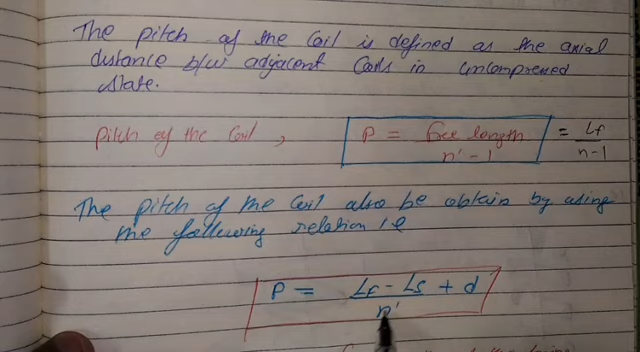 The pitch of the Coil is defined as the axial
distance b/w adjacent Coils in uncompressed
state.
Pitch of the Coil, P = free length / n' - 1 = Lf / n-1
The pitch of the Coil also be obtain by using
the following relation i.e
P = Lf - Ls / n' + d